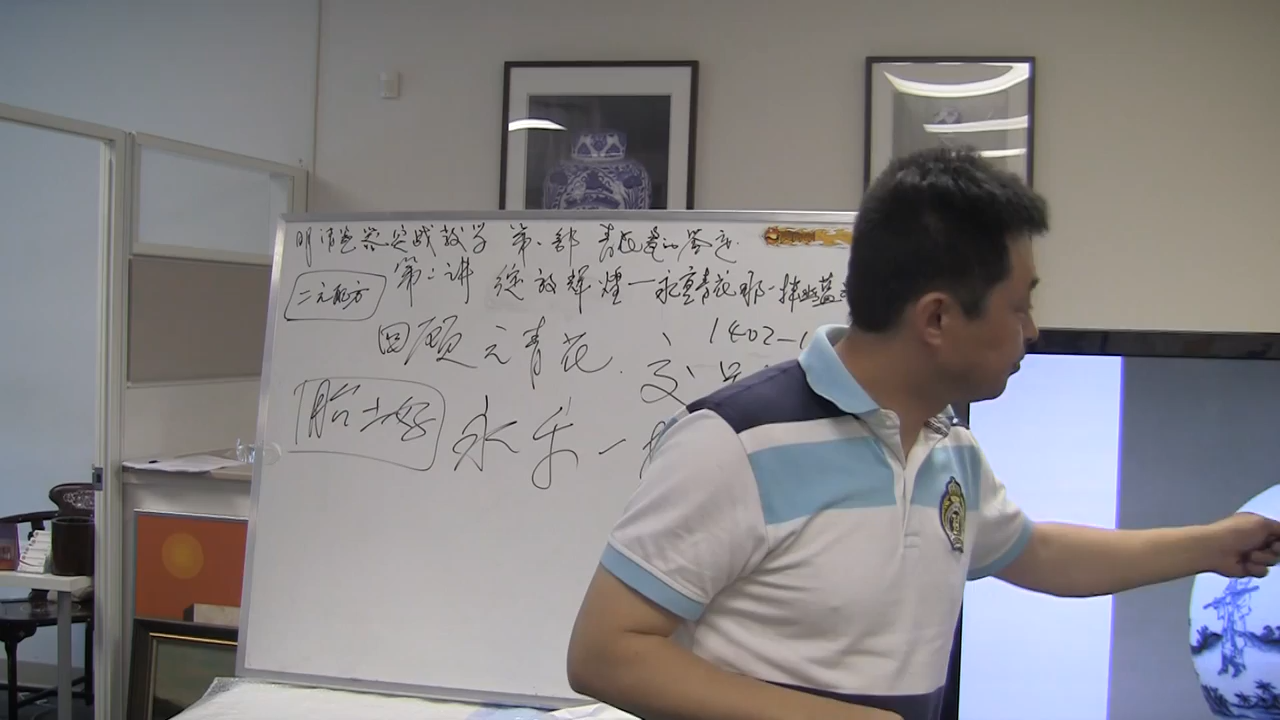 明清瓷器实战教学 第一部 青花瓷的鉴定
第二讲 绽放辉煌一永宣青花那一抹蓝
二元配方
回顾元青花. 1402-1
胎土好
永乐一